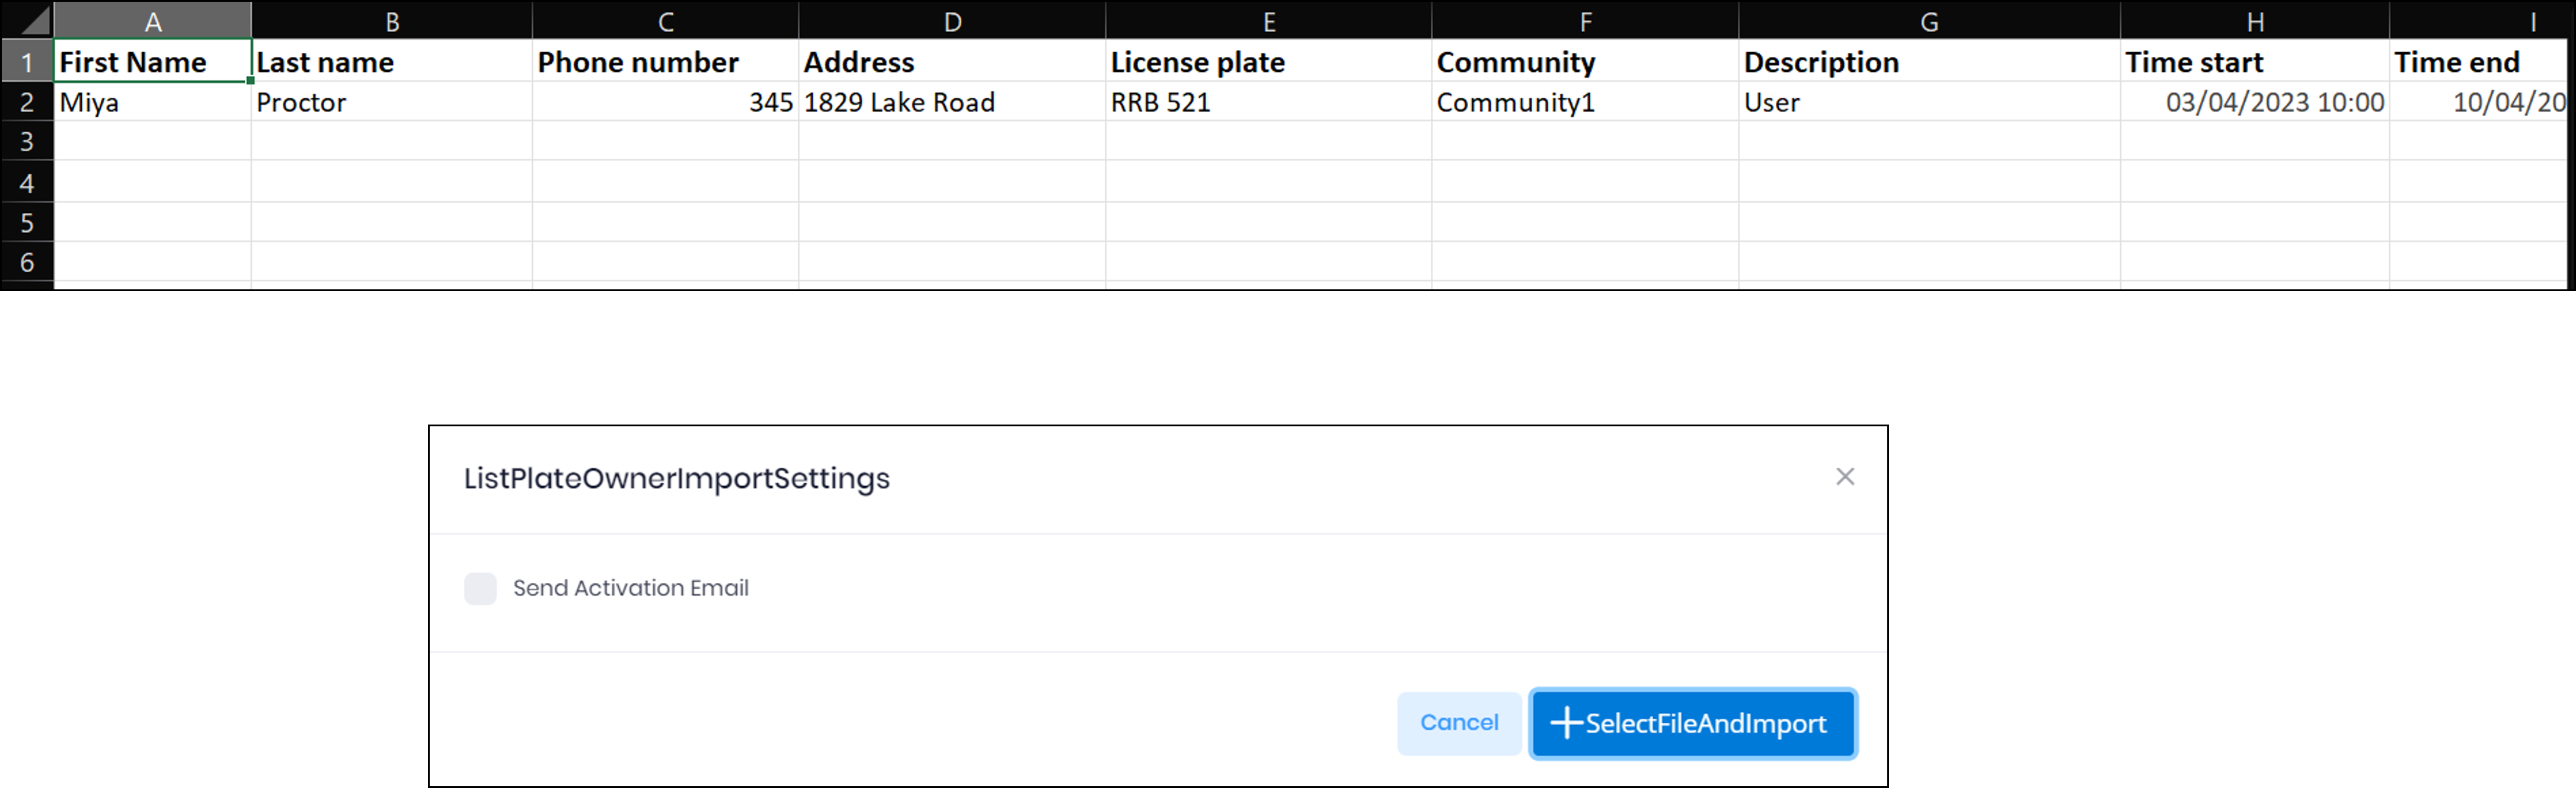 A B C D E F G H I
1 First Name Last name Phone number Address License plate Community Description Time start Time end
2 Miya Proctor 345 1829 Lake Road RRB 521 Community1 User 03/04/2023 10:00 10/04/20
3
4
5
6
ListPlateOwnerImportSettings
Send Activation Email
Cancel +SelectFileAndImport